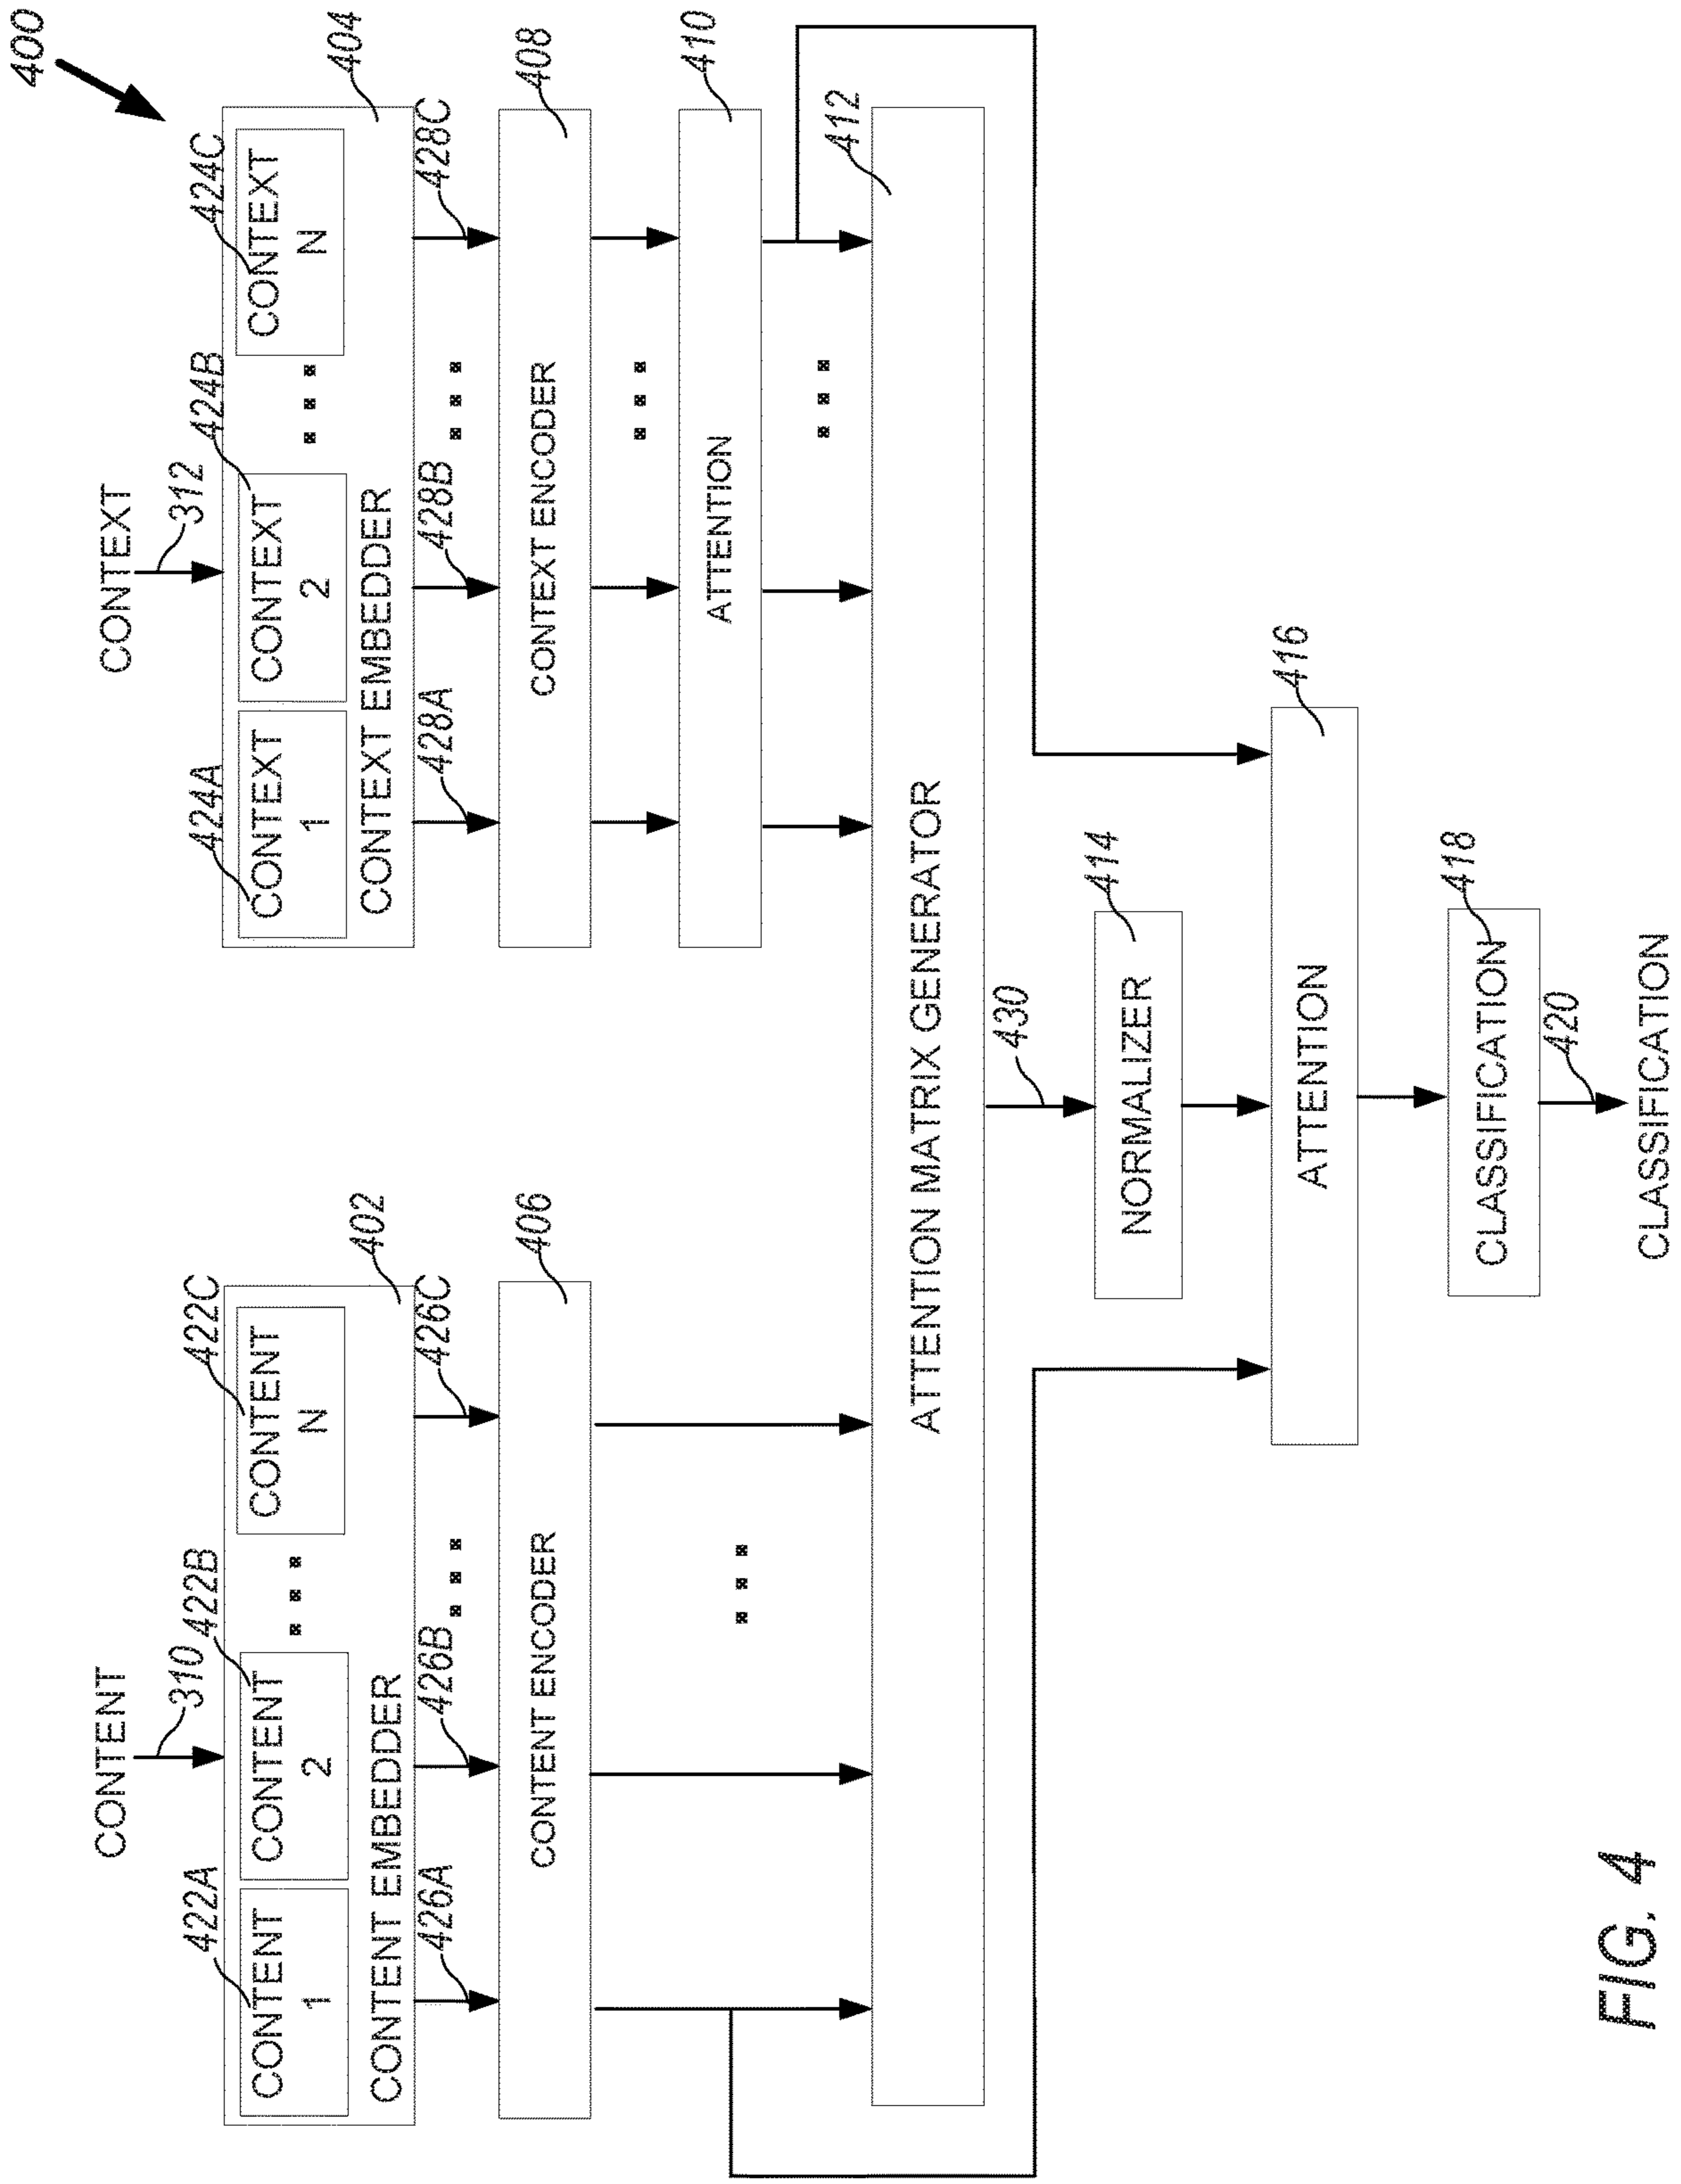 400
CONTENT
CONTEXT
310
312
422A
422B
422C
424A
424B
424C
CONTENT
1
CONTENT
2
CONTENT
N
CONTEXT
1
CONTEXT
2
CONTEXT
N
CONTENT EMBEDDER
402
CONTEXT EMBEDDER
404
426A
426B
426C
428A
428B
428C
CONTENT ENCODER
406
CONTEXT ENCODER
408
ATTENTION
410
412
ATTENTION MATRIX GENERATOR
430
NORMALIZER
414
ATTENTION
416
CLASSIFICATION
418
420
CLASSIFICATION
FIG. 4